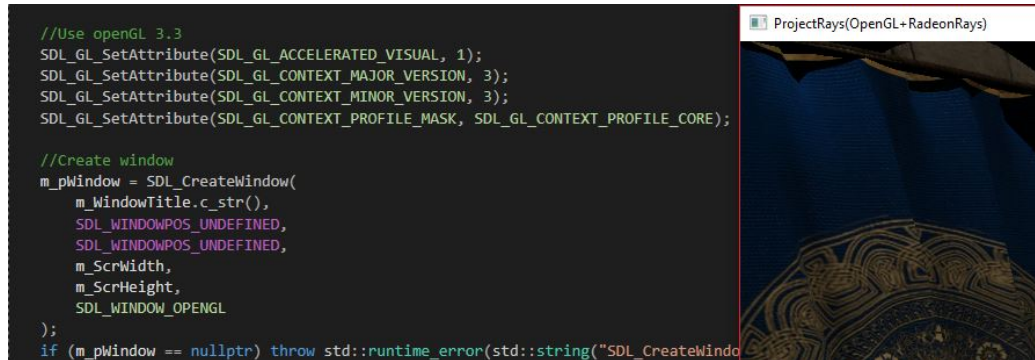 //Use openGL 3.3
SDL_GL_SetAttribute(SDL_GL_ACCELERATED_VISUAL, 1);
SDL_GL_SetAttribute(SDL_GL_CONTEXT_MAJOR_VERSION, 3);
SDL_GL_SetAttribute(SDL_GL_CONTEXT_MINOR_VERSION, 3);
SDL_GL_SetAttribute(SDL_GL_CONTEXT_PROFILE_MASK, SDL_GL_CONTEXT_PROFILE_CORE);
//Create window
m_pWindow = SDL_CreateWindow(
m_WindowTitle.c_str(),
SDL_WINDOWPOS_UNDEFINED,
SDL_WINDOWPOS_UNDEFINED,
m_ScrWidth,
m_ScrHeight,
SDL_WINDOW_OPENGL
);
if (m_pWindow == nullptr) throw std::runtime_error(std::string("SDL_CreateWindo
ProjectRays(OpenGL+RadeonRays)